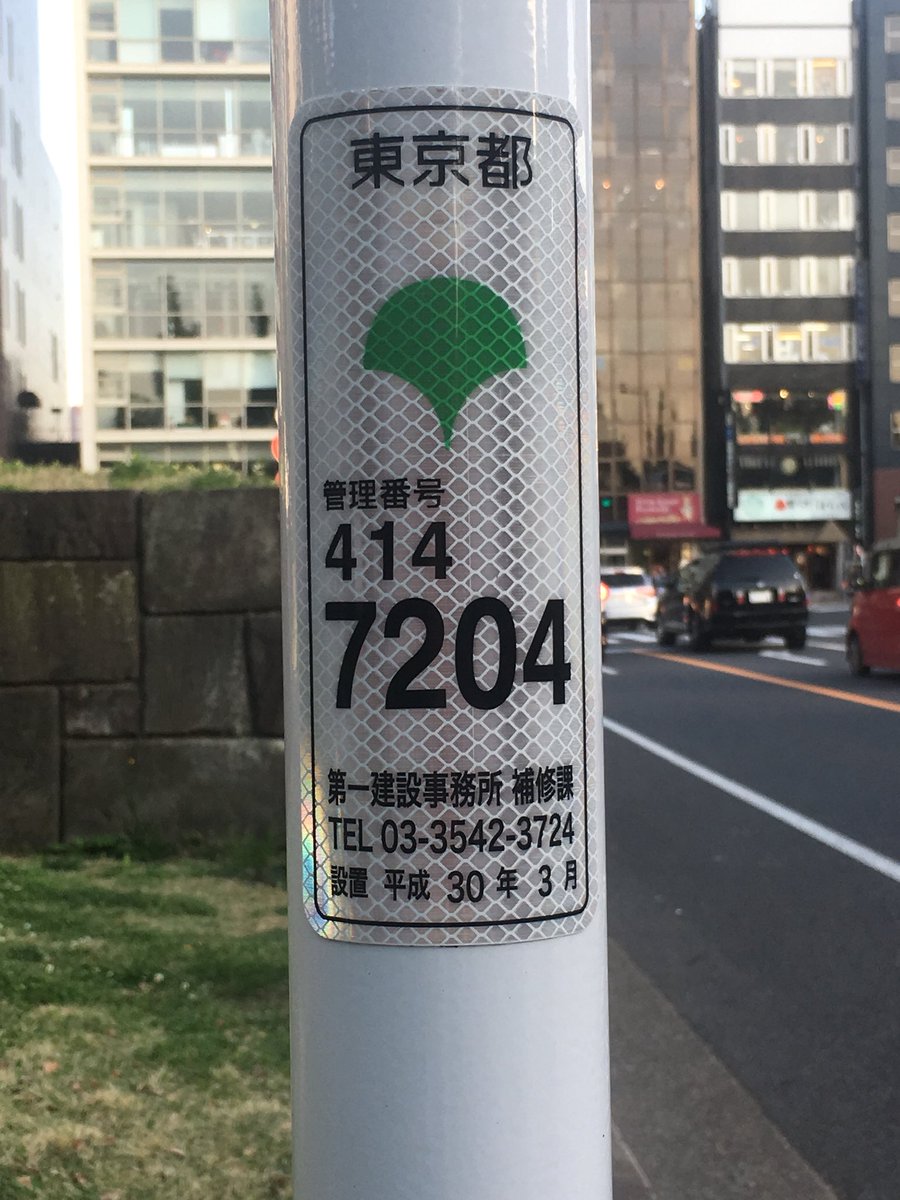 東京都
管理番号
414
7204
第一建設事務所 補修課
TEL 03-3542-3724
設置 平成 30 年 3 月